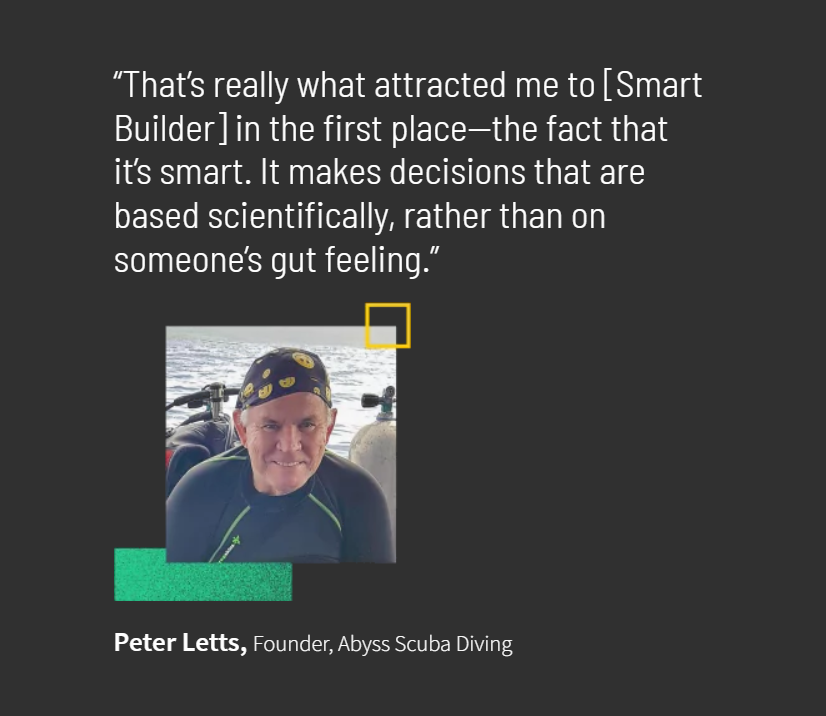 “That’s really what attracted me to [Smart
Builder] in the first place—the fact that
it’s smart. It makes decisions that are
based scientifically, rather than on
someone’s gut feeling.”
Peter Letts, Founder, Abyss Scuba Diving